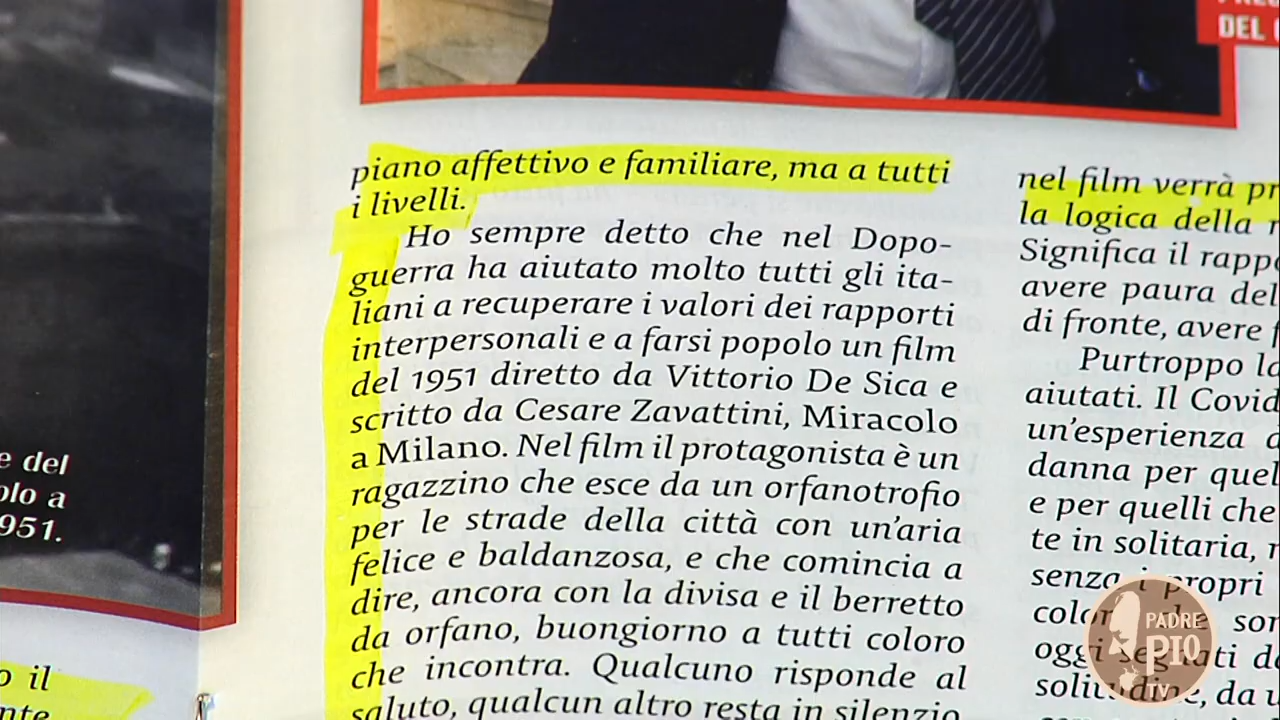 DEL
e del
olo a
951.
o il
piano affettivo e familiare, ma a tutti
i livelli.
Ho sempre detto che nel Dopo-
guerra ha aiutato molto tutti gli ita-
liani a recuperare i valori dei rapporti
interpersonali e a farsi popolo un film
del 1951 diretto da Vittorio De Sica e
scritto da Cesare Zavattini, Miracolo
a Milano. Nel film il protagonista è un
ragazzino che esce da un orfanotrofio
per le strade della città con un'aria
felice e baldanzosa, e che comincia a
dire, ancora con la divisa e il berretto
da orfano, buongiorno a tutti coloro
che incontra. Qualcuno risponde al
saluto, qualcun altro resta in silenzio
nel film verrà pr
la logica della
Significa il rapp
avere paura del
di fronte, avere
Purtroppo la
aiutati. Il Covid
un'esperienza
danna per quel
e per quelli che
te in solitaria,
senza i propri
sor
oggi segnati d
solitudine, da u
PADRE
PIO
TV